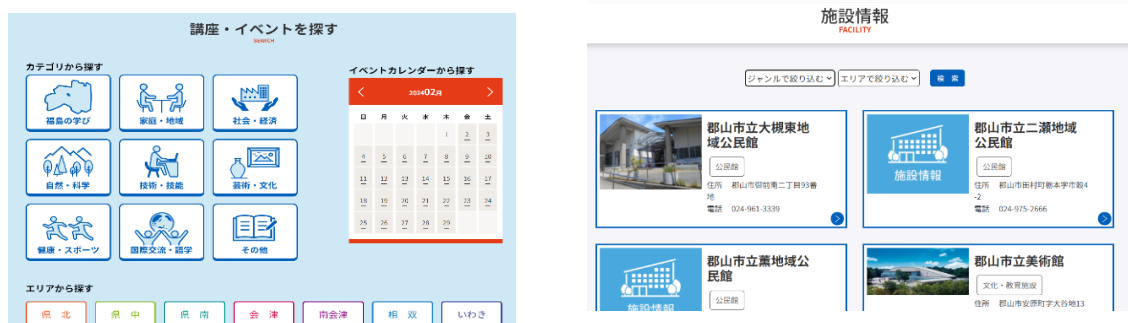 講座・イベントを探す
SEARCH
カテゴリから探す
福島の学び
家庭・地域
社会・経済
自然・科学
技術・技能
芸術・文化
健康・スポーツ
国際交流・語学
その他
イベントカレンダーから探す
2024 02月
日 月 火 水 木 金 土
1 2 3
4 5 6 7 8 9 10
11 12 13 14 15 16 17
18 19 20 21 22 23 24
25 26 27 28 29
エリアから探す
県 北
県 中
県 南
会 津
南会津
相 双
いわき
施設情報
FACILITY
ジャンルで絞り込む
エリアで絞り込む
検 索
郡山市立大槻東地
域公民館
公民館
住所 郡山市御前南二丁目93番
地
電話 024-961-3339
施設情報
郡山市立二瀬地域
公民館
公民館
住所 郡山市田村町栃本字市殿4
-2
電話 024-975-2666
施設情報
郡山市立薫地域公
民館
公民館
郡山市立美術館
文化・教育施設
住所 郡山市安原町字大谷地13